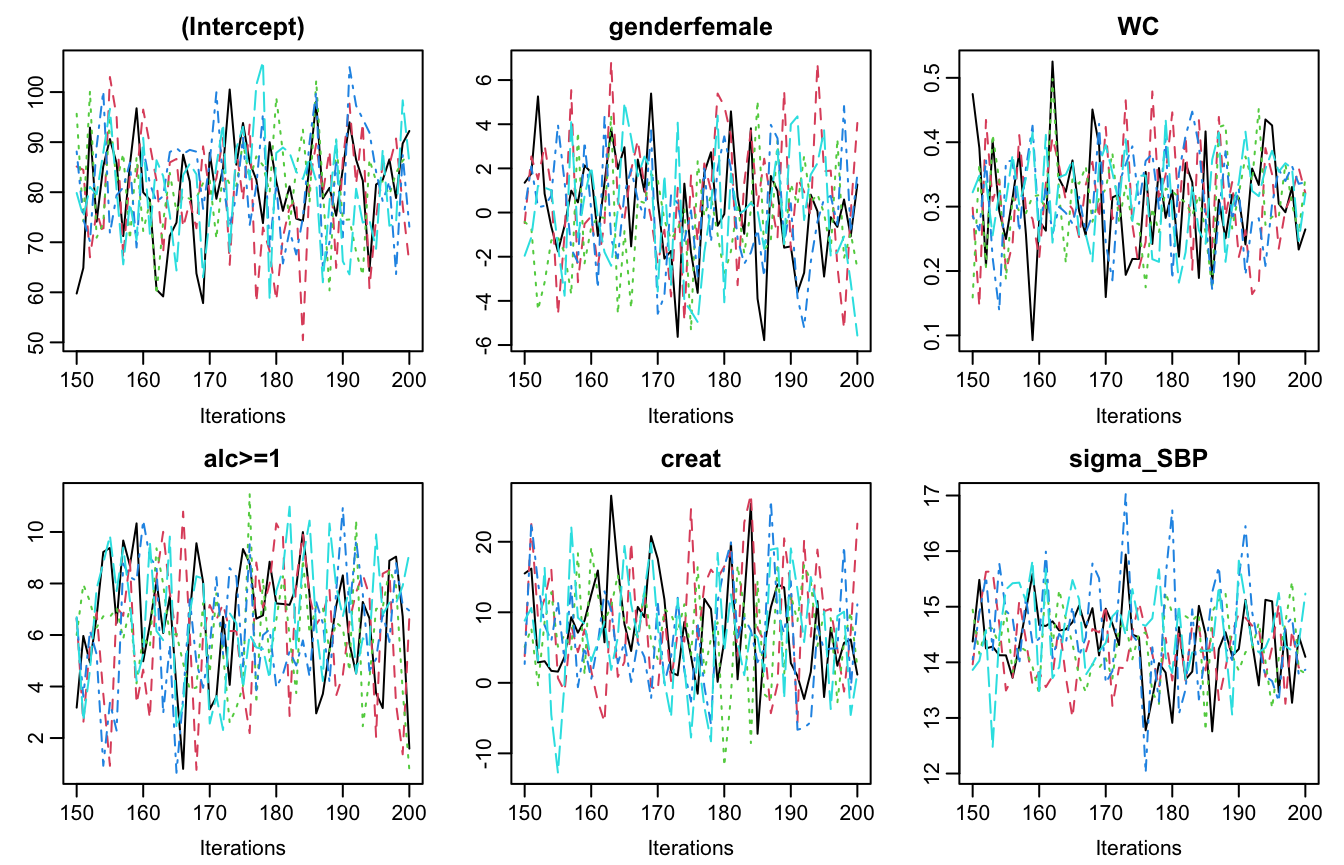 (Intercept)
100
90
80
70
60
50
150 160 170 180 190 200
Iterations
genderfemale
6
4
2
0
-2
-4
-6
150 160 170 180 190 200
Iterations
WC
0.5
0.4
0.3
0.2
0.1
150 160 170 180 190 200
Iterations
alc>=1
10
8
6
4
2
150 160 170 180 190 200
Iterations
creat
20
10
0
-10
150 160 170 180 190 200
Iterations
sigma_SBP
17
16
15
14
13
12
150 160 170 180 190 200
Iterations